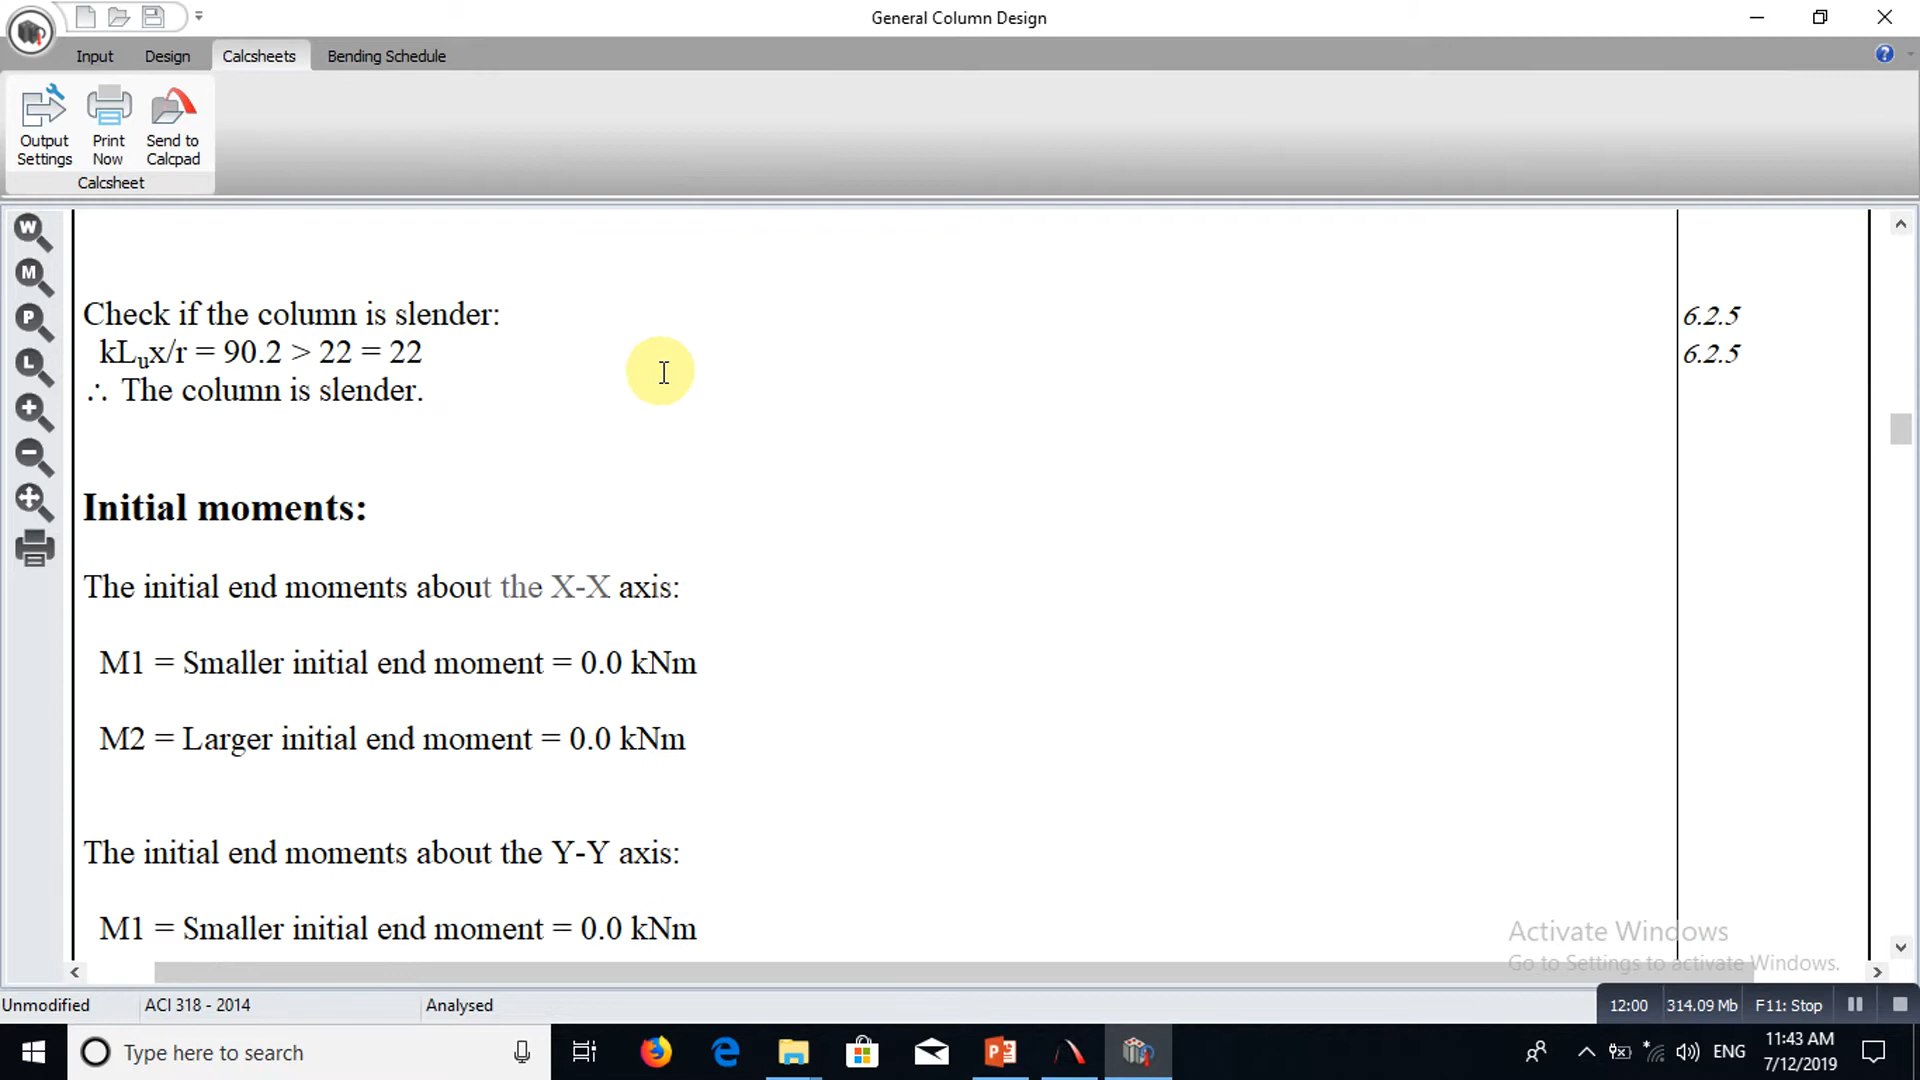 General Column Design
Input Design Calcsheets Bending Schedule
Output Settings
Print Now
Send to Calcpad
Calcsheet
W
M
P
L
Check if the column is slender: 6.2.5
kLux/r = 90.2 > 22 = 22 6.2.5
∴ The column is slender.
Initial moments:
The initial end moments about the X-X axis:
M1 = Smaller initial end moment = 0.0 kNm
M2 = Larger initial end moment = 0.0 kNm
The initial end moments about the Y-Y axis:
M1 = Smaller initial end moment = 0.0 kNm
Activate Windows
Go to Settings to activate Windows.
Unmodified ACI 318 - 2014 Analysed 12:00 314.09 Mb F11: Stop
Type here to search ENG 11:43 AM
7/12/2019